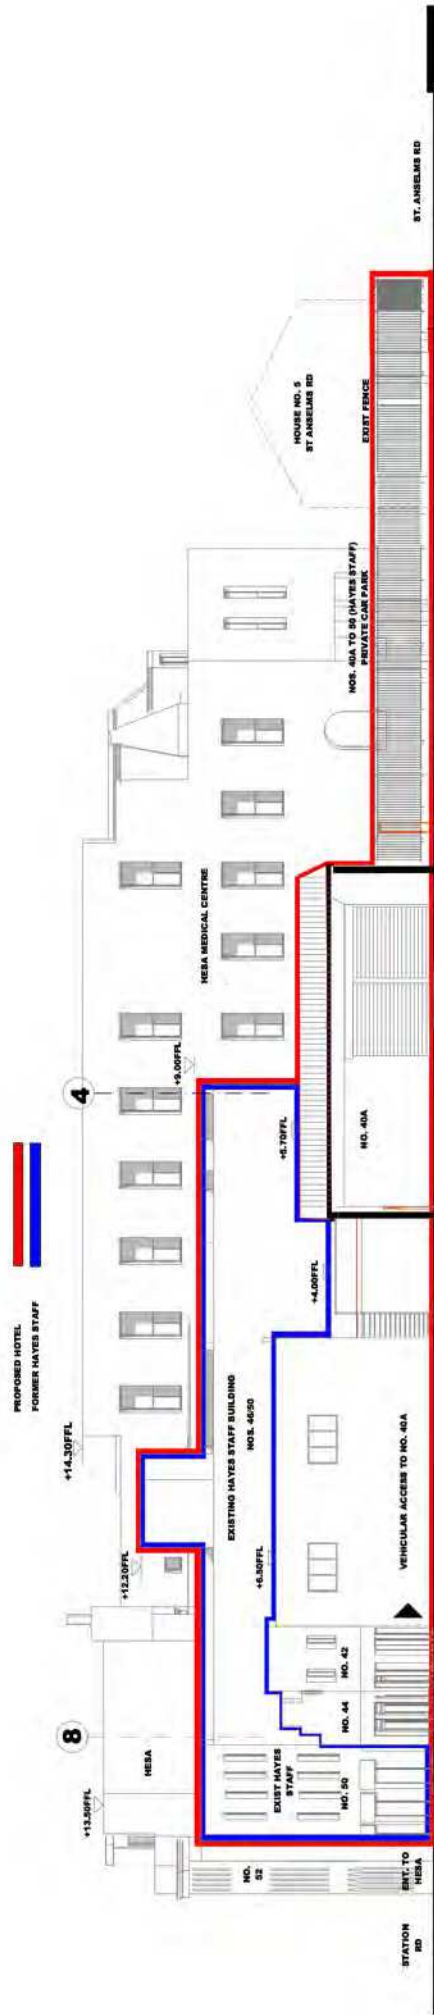 PROPOSED HOTEL
FORMER HAYES STAFF
STATION
RD
ENT. TO
HESA
NO.
52
+13.50FFL
8
HESA
EXIST HAYES
STAFF
NO. 50
NO. 44
NO. 42
+12.20FFL
+14.30FFL
+6.50FFL
EXISTING HAYES STAFF BUILDING
NOS. 46/50
VEHICULAR ACCESS TO NO. 40A
+4.00FFL
+5.70FFL
4
+9.00FFL
NO. 40A
HESA MEDICAL CENTRE
NOS. 40A TO 50 (HAYES STAFF)
PRIVATE CAR PARK
HOUSE NO. 5
ST ANSELMS RD
EXIST FENCE
ST. ANSELMS RD